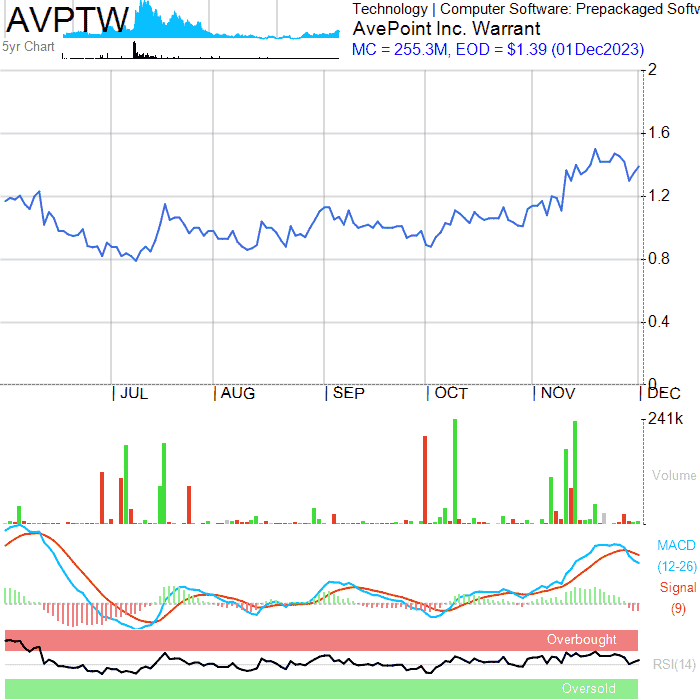 AVPTW
5yr Chart
Technology | Computer Software: Prepackaged Softw
AvePoint Inc. Warrant
MC = 255.3M, EOD = $1.39 (01Dec2023)
2
1.6
1.2
0.8
0.4
0
| JUL | AUG | SEP | OCT | NOV | DEC
241k
Volume
MACD
(12-26)
Signal
(9)
Overbought
RSI(14)
Oversold